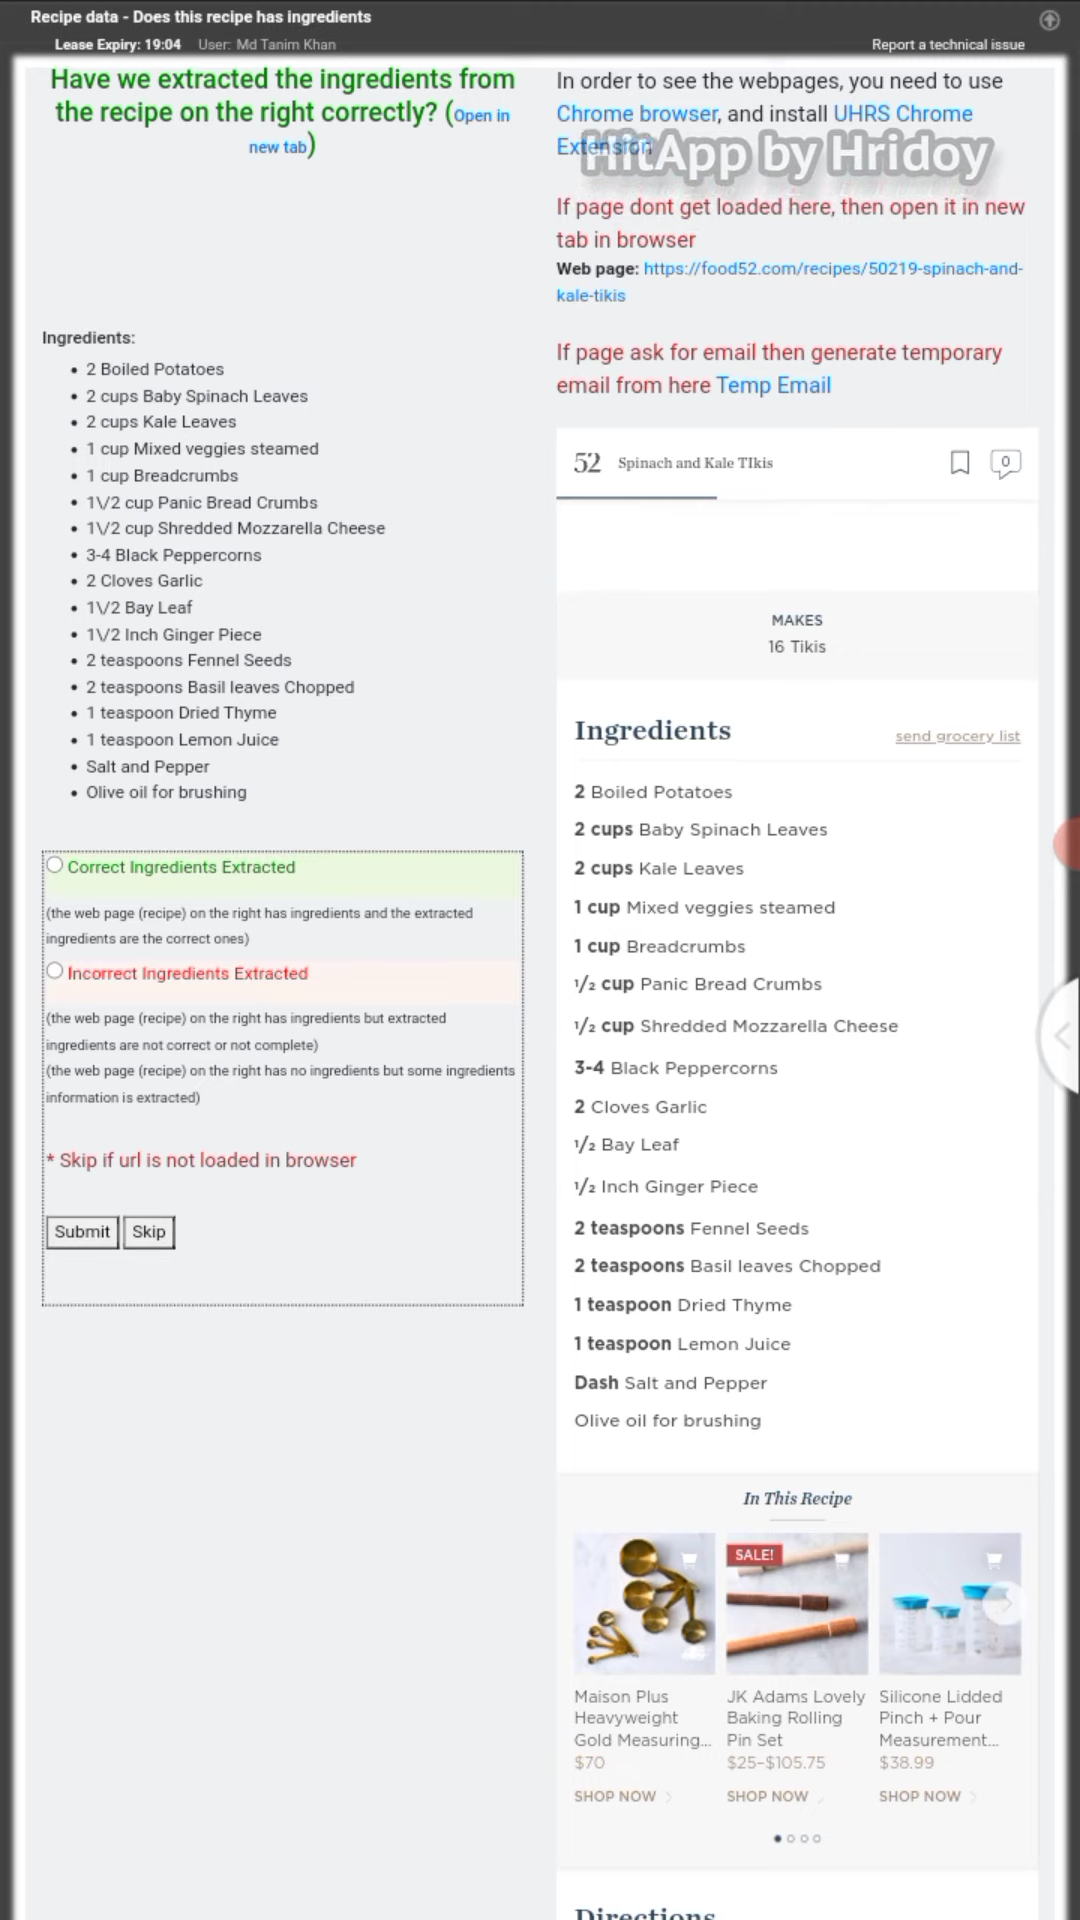 Recipe data - Does this recipe has ingredients
Lease Expiry: 19:04 User: Md Tanim Khan
Report a technical issue
Have we extracted the ingredients from
the recipe on the right correctly? (Open in
new tab)
Ingredients:
2 Boiled Potatoes
2 cups Baby Spinach Leaves
2 cups Kale Leaves
1 cup Mixed veggies steamed
1 cup Breadcrumbs
1\/2 cup Panic Bread Crumbs
1\/2 cup Shredded Mozzarella Cheese
3-4 Black Peppercorns
2 Cloves Garlic
1\/2 Bay Leaf
1\/2 Inch Ginger Piece
2 teaspoons Fennel Seeds
2 teaspoons Basil leaves Chopped
1 teaspoon Dried Thyme
1 teaspoon Lemon Juice
Salt and Pepper
Olive oil for brushing
Correct Ingredients Extracted
(the web page (recipe) on the right has ingredients and the extracted
ingredients are the correct ones)
Incorrect Ingredients Extracted
(the web page (recipe) on the right has ingredients but extracted
ingredients are not correct or not complete)
(the web page (recipe) on the right has no ingredients but some ingredients
information is extracted)
* Skip if url is not loaded in browser
Submit Skip
In order to see the webpages, you need to use
Chrome browser, and install UHRS Chrome
Extension
HitApp by Hridoy
If page dont get loaded here, then open it in new
tab in browser
Web page: https://food52.com/recipes/50219-spinach-and-
kale-tikis
If page ask for email then generate temporary
email from here Temp Email
52 Spinach and Kale TIkis 0
MAKES
16 Tikis
Ingredients send grocery list
2 Boiled Potatoes
2 cups Baby Spinach Leaves
2 cups Kale Leaves
1 cup Mixed veggies steamed
1 cup Breadcrumbs
1/2 cup Panic Bread Crumbs
1/2 cup Shredded Mozzarella Cheese
3-4 Black Peppercorns
2 Cloves Garlic
1/2 Bay Leaf
1/2 Inch Ginger Piece
2 teaspoons Fennel Seeds
2 teaspoons Basil leaves Chopped
1 teaspoon Dried Thyme
1 teaspoon Lemon Juice
Dash Salt and Pepper
Olive oil for brushing
In This Recipe
SALE!
Maison Plus
Heavyweight
Gold Measuring...
$70
SHOP NOW
JK Adams Lovely
Baking Rolling
Pin Set
$25–$105.75
SHOP NOW
Silicone Lidded
Pinch + Pour
Measurement...
$38.99
SHOP NOW
Directions